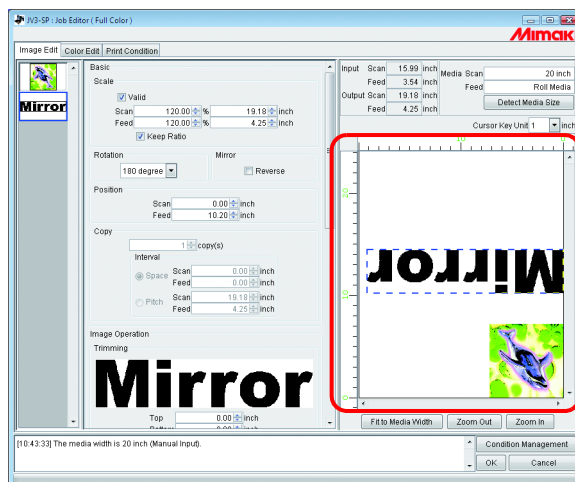 JV3-SP : Job Editor ( Full Color )
Mimaki
Image Edit Color Edit Print Condition
Mirror
Basic
Scale
Valid
Scan 120.00 % 19.18 inch
Feed 120.00 % 4.25 inch
Keep Ratio
Rotation Mirror
180 degree Reverse
Position
Scan 0.00 inch
Feed 10.20 inch
Copy
1 copy(s)
Interval
Space Scan 0.00 inch
Feed 0.00 inch
Pitch Scan 19.18 inch
Feed 4.25 inch
Image Operation
Trimming
Mirror
Top 0.00 inch
Input Scan 15.99 inch
Feed 3.54 inch
Output Scan 19.18 inch
Feed 4.25 inch
Media Scan 20 inch
Feed Roll Media
Detect Media Size
Cursor Key Unit 1 inch
10 0
20
Mirror
10
0
Fit to Media Width Zoom Out Zoom In
[10:43:33] The media width is 20 inch (Manual Input).
Condition Management
OK Cancel